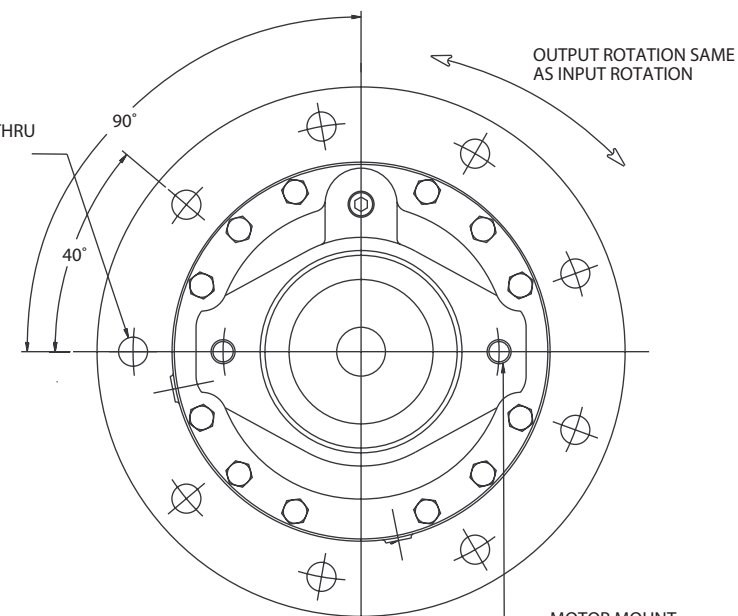 OUTPUT ROTATION SAME
AS INPUT ROTATION
THRU
90°
40°
MOTOR MOUNT